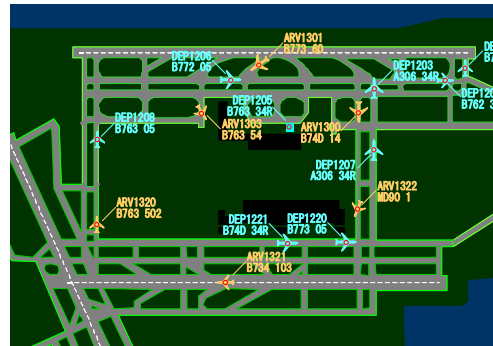 ARV1301
B773 60
DEP1206
B772 05
DEP1203
A306 34R
DE
B7
DEP120
B762 3
DEP1205
B763 34R
ARV1303
B763 54
ARV1300
B74D 14
DEP1208
B763 05
DEP1207
A306 34R
ARV1322
MD90 1
ARV1320
B763 502
DEP1221
B74D 34R
DEP1220
B773 05
ARV1321
B734 103